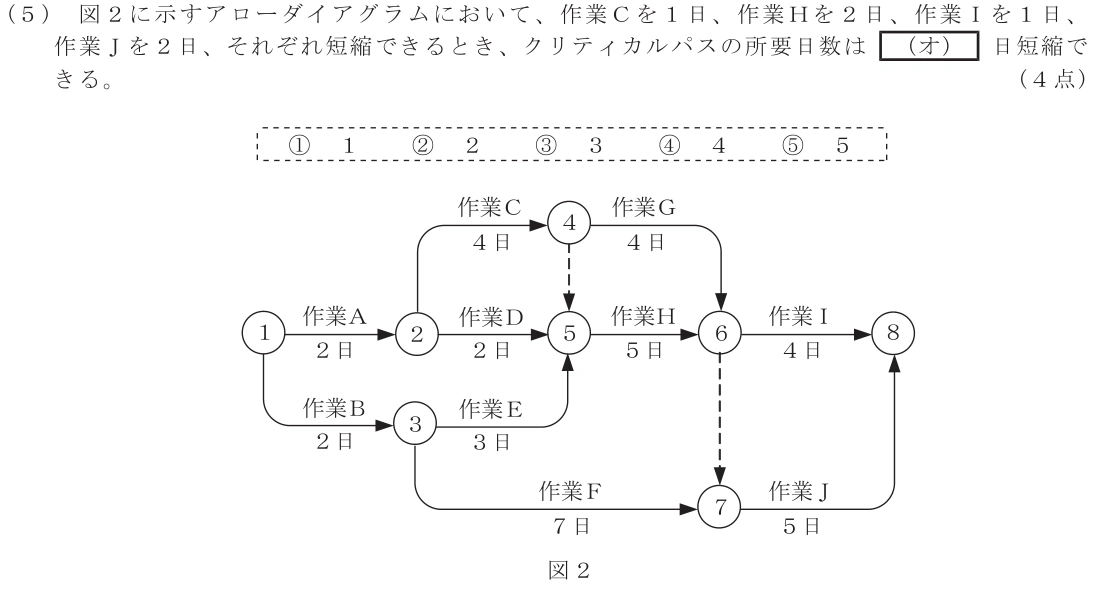 （５） 図２に示すアローダイアグラムにおいて、作業Ｃを１日、作業Ｈを２日、作業Ｉを１日、
作業Ｊを２日、それぞれ短縮できるとき、クリティカルパスの所要日数は （オ） 日短縮で
きる。 （４点）
① １ ② ２ ③ ３ ④ ４ ⑤ ５
作業Ｃ
４日
４
作業Ｇ
４日
１
作業Ａ
２日
２
作業Ｄ
２日
５
作業Ｈ
５日
６
作業Ｉ
４日
８
作業Ｂ
２日
３
作業Ｅ
３日
作業Ｆ
７日
７
作業Ｊ
５日
図２